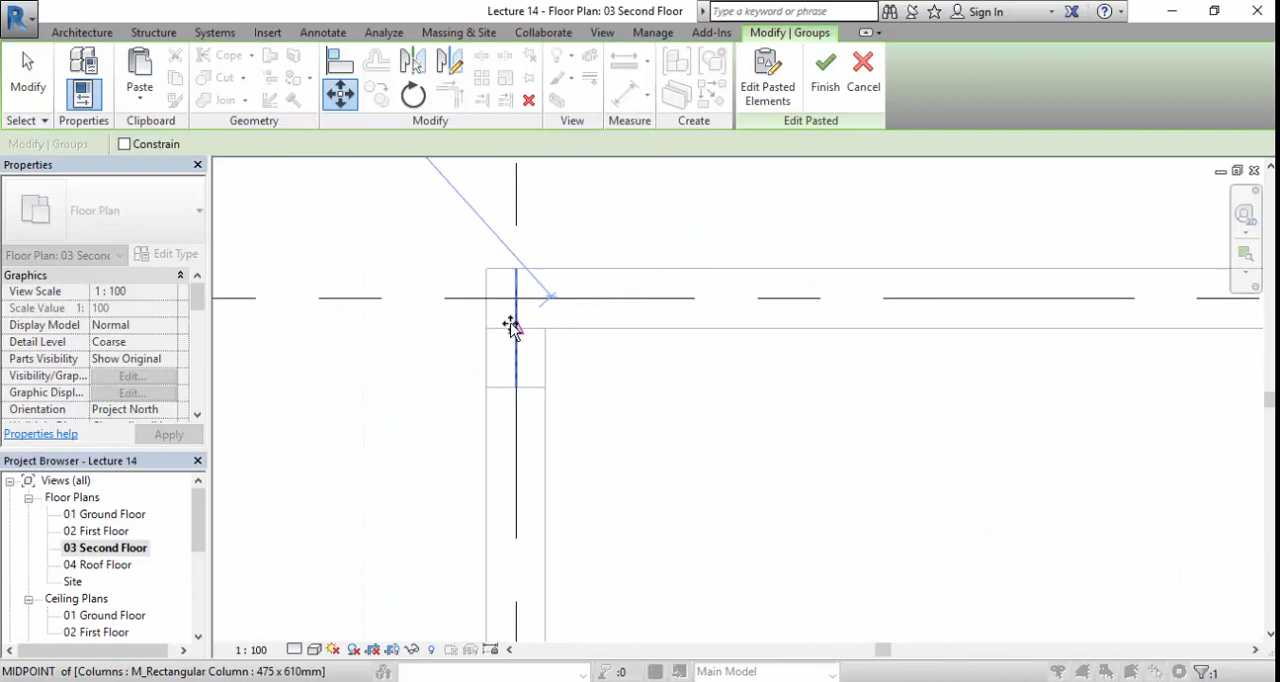 Lecture 14 - Floor Plan: 03 Second Floor
Type a keyword or phrase
Sign In
Architecture Structure Systems Insert Annotate Analyze Massing & Site Collaborate View Manage Add-Ins Modify | Groups
Modify
Paste
Cope
Cut
Join
Edit Pasted Elements
Finish
Cancel
Select Properties Clipboard Geometry Modify View Measure Create Edit Pasted
Modify | Groups
Constrain
Properties
Floor Plan
Floor Plan: 03 Second
Edit Type
Graphics
View Scale 1 : 100
Scale Value 1: 100
Display Model Normal
Detail Level Coarse
Parts Visibility Show Original
Visibility/Grap... Edit...
Graphic Displ... Edit...
Orientation Project North
Properties help
Apply
Project Browser - Lecture 14
Views (all)
Floor Plans
01 Ground Floor
02 First Floor
03 Second Floor
04 Roof Floor
Site
Ceiling Plans
01 Ground Floor
02 First Floor
1 : 100
MIDPOINT of [Columns : M_Rectangular Column : 475 x 610mm]
:0
Main Model
:1